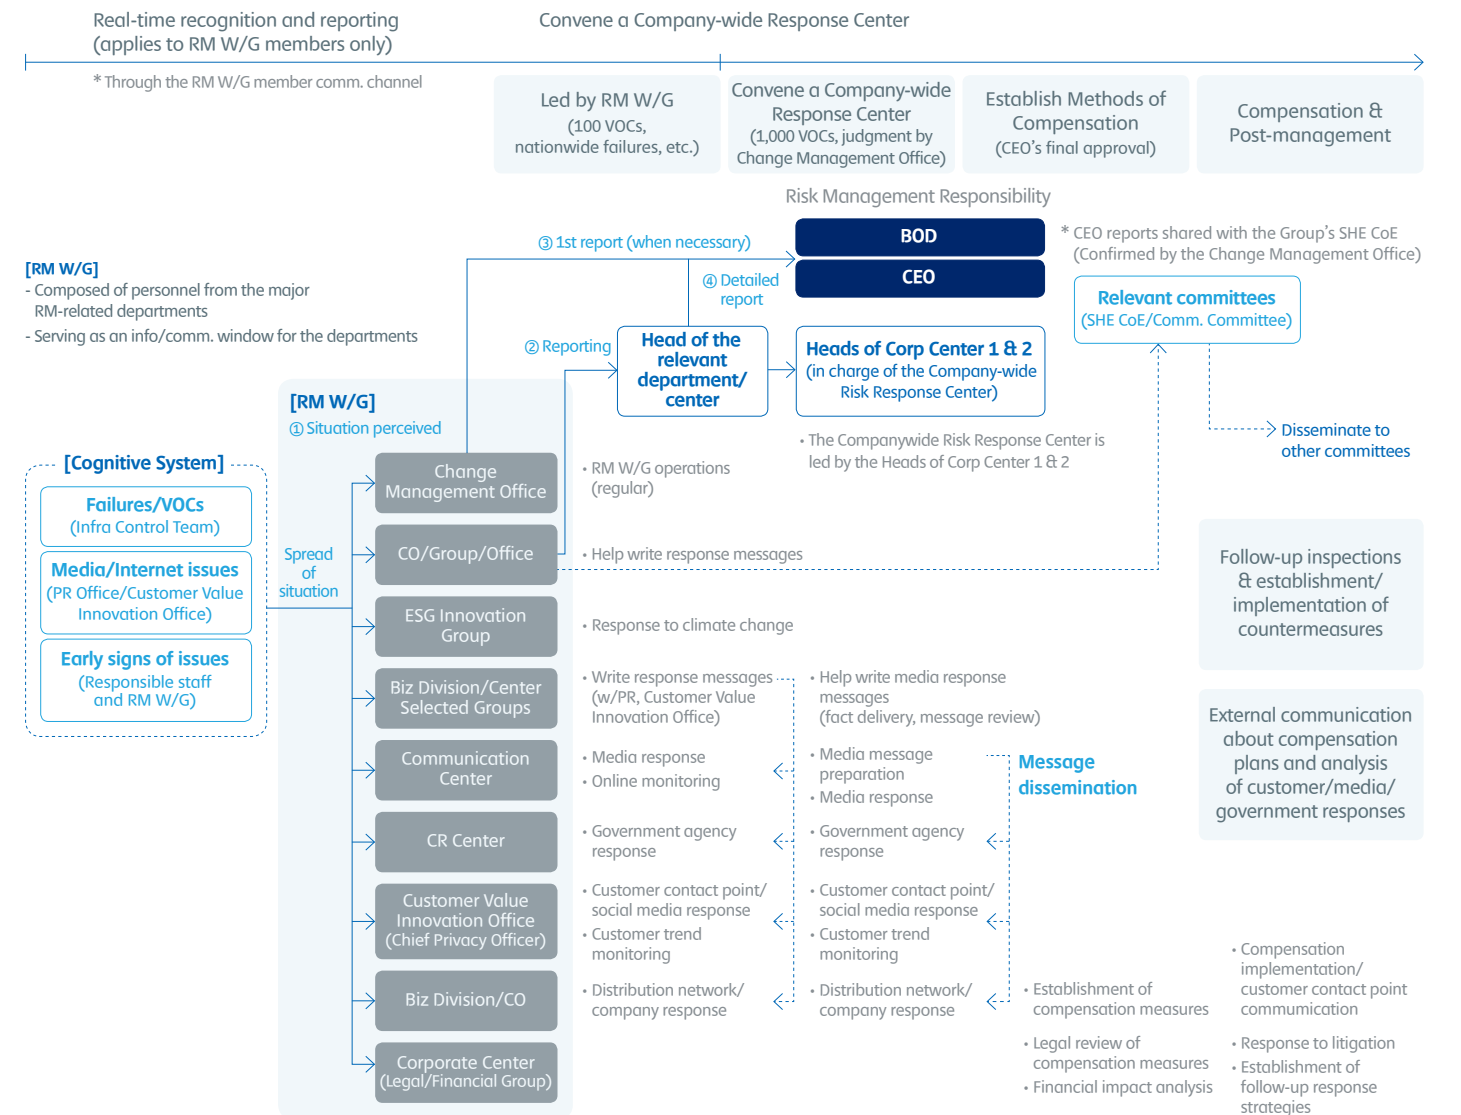 Real-time recognition and reporting
(applies to RM W/G members only)
* Through the RM W/G member comm. channel
Convene a Company-wide Response Center
Led by RM W/G
(100 VOCs,
nationwide failures, etc.)
Convene a Company-wide
Response Center
(1,000 VOCs, judgment by
Change Management Office)
Establish Methods of
Compensation
(CEO's final approval)
Compensation &
Post-management
Risk Management Responsibility
BOD
CEO
* CEO reports shared with the Group's SHE CoE
(Confirmed by the Change Management Office)
③ 1st report (when necessary)
④ Detailed
report
② Reporting
[RM W/G]
- Composed of personnel from the major
RM-related departments
- Serving as an info/comm. window for the departments
Relevant committees
(SHE CoE/Comm. Committee)
Head of the
relevant
department/
center
Heads of Corp Center 1 & 2
(in charge of the Company-wide
Risk Response Center)
• The Companywide Risk Response Center is
led by the Heads of Corp Center 1 & 2
Disseminate to
other committees
[RM W/G]
① Situation perceived
[Cognitive System]
Failures/VOCs
(Infra Control Team)
Media/Internet issues
(PR Office/Customer Value
Innovation Office)
Early signs of issues
(Responsible staff
and RM W/G)
Spread
of
situation
Change
Management Office
• RM W/G operations
(regular)
CO/Group/Office
• Help write response messages
ESG Innovation
Group
• Response to climate change
Biz Division/Center
Selected Groups
• Write response messages
(w/PR, Customer Value
Innovation Office)
• Help write media response
messages
(fact delivery, message review)
Communication
Center
• Media response
• Online monitoring
• Media message
preparation
• Media response
Message
dissemination
CR Center
• Government agency
response
• Government agency
response
Customer Value
Innovation Office
(Chief Privacy Officer)
• Customer contact point/
social media response
• Customer trend
monitoring
• Customer contact point/
social media response
• Customer trend
monitoring
Biz Division/CO
• Distribution network/
company response
• Distribution network/
company response
• Establishment of
compensation measures
Corporate Center
(Legal/Financial Group)
• Legal review of
compensation measures
• Financial impact analysis
Follow-up inspections
& establishment/
implementation of
countermeasures
External communication
about compensation
plans and analysis
of customer/media/
government responses
• Compensation
implementation/
customer contact point
communication
• Response to litigation
• Establishment of
follow-up response
strategies